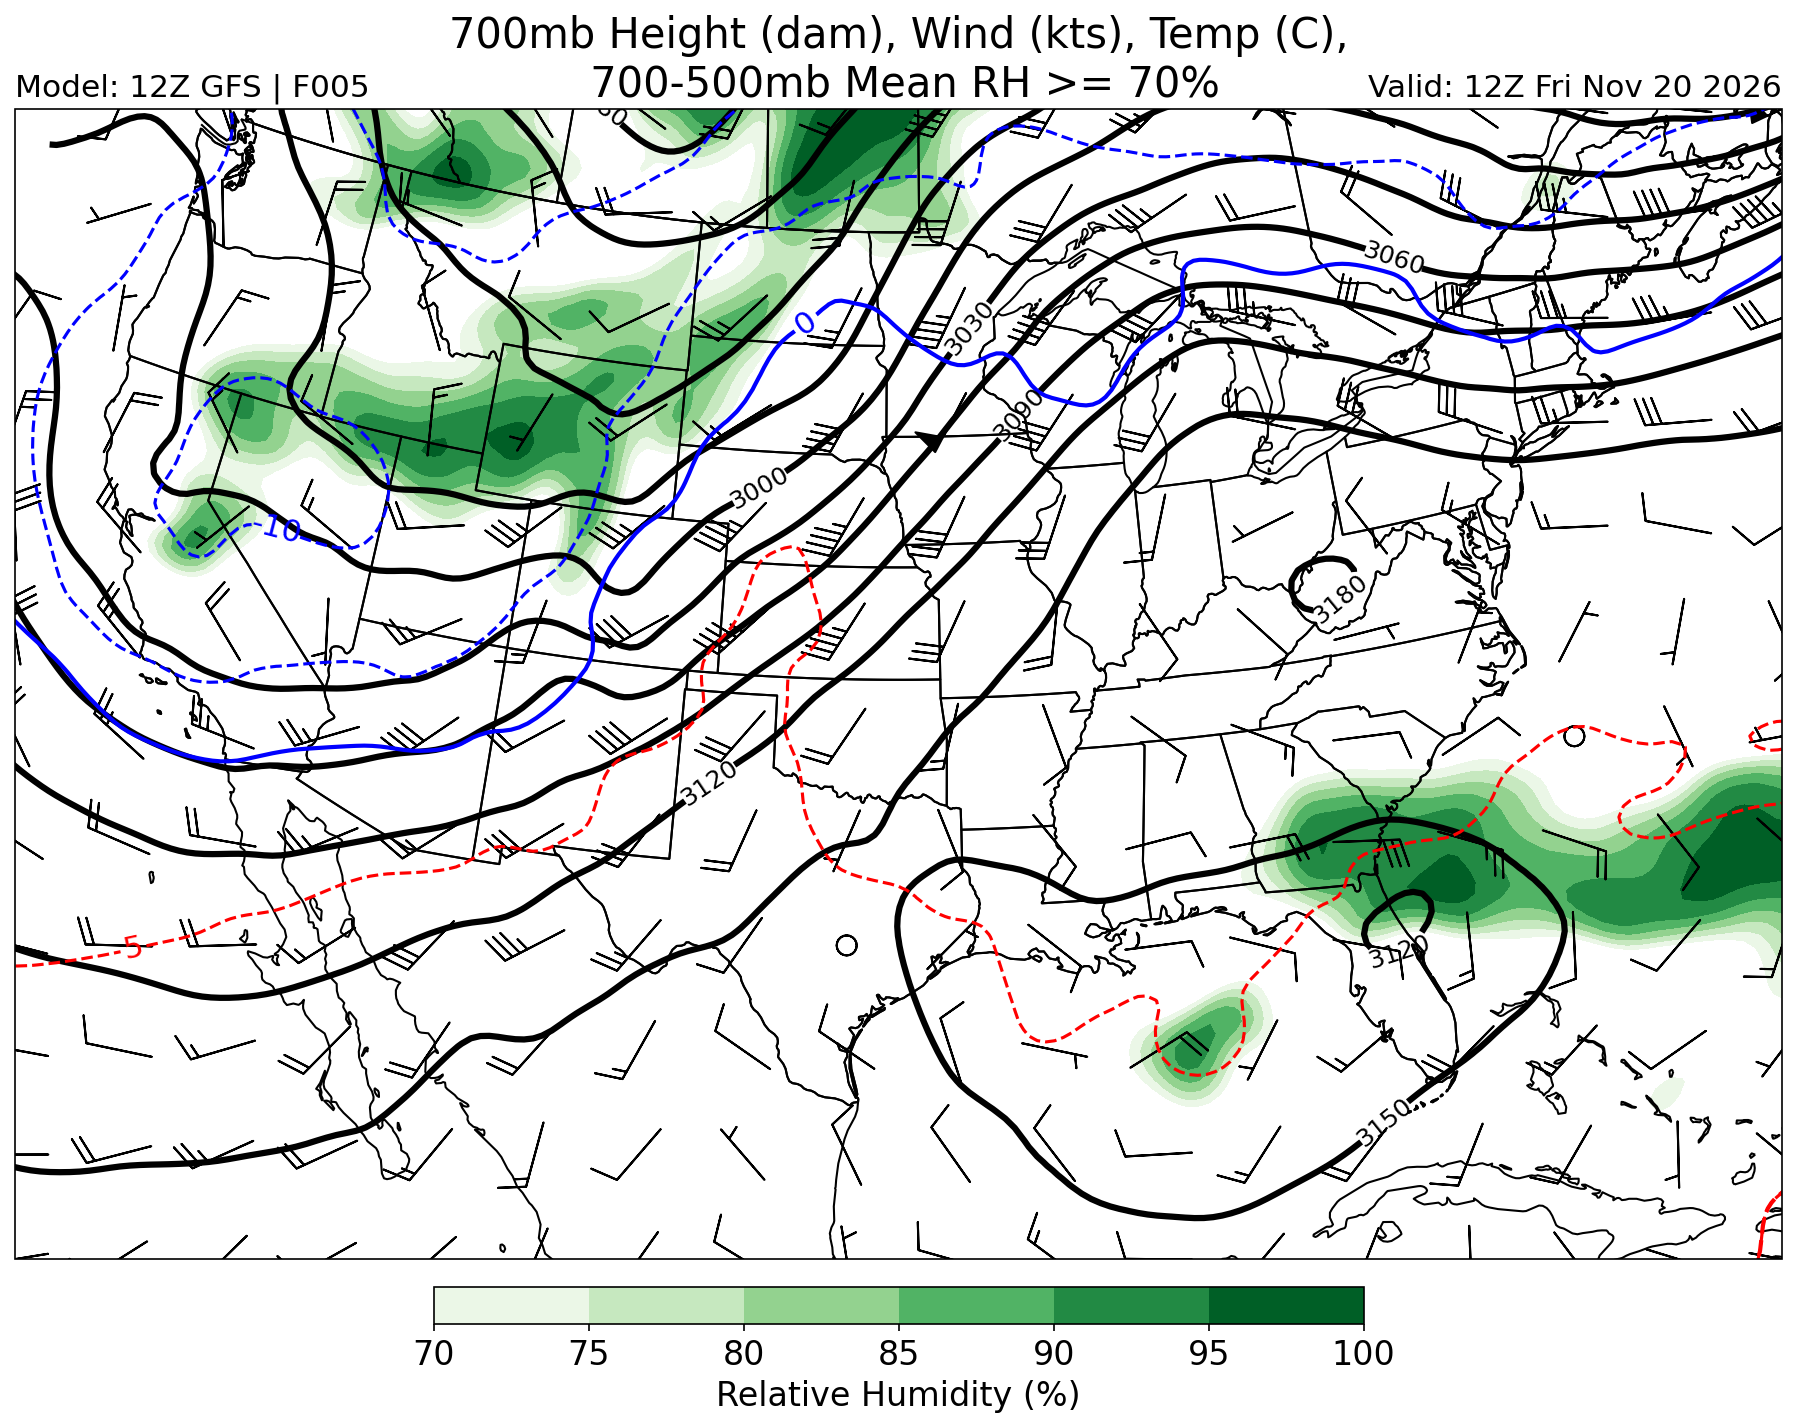 700mb Height (dam), Wind (kts), Temp (C),
Model: 12Z GFS | F005
700-500mb Mean RH >= 70%
Valid: 12Z Fri Nov 20 2026
3060
0
3030
3090
3000
-10
3180
3120
5
3120
3150
70 75 80 85 90 95 100
Relative Humidity (%)